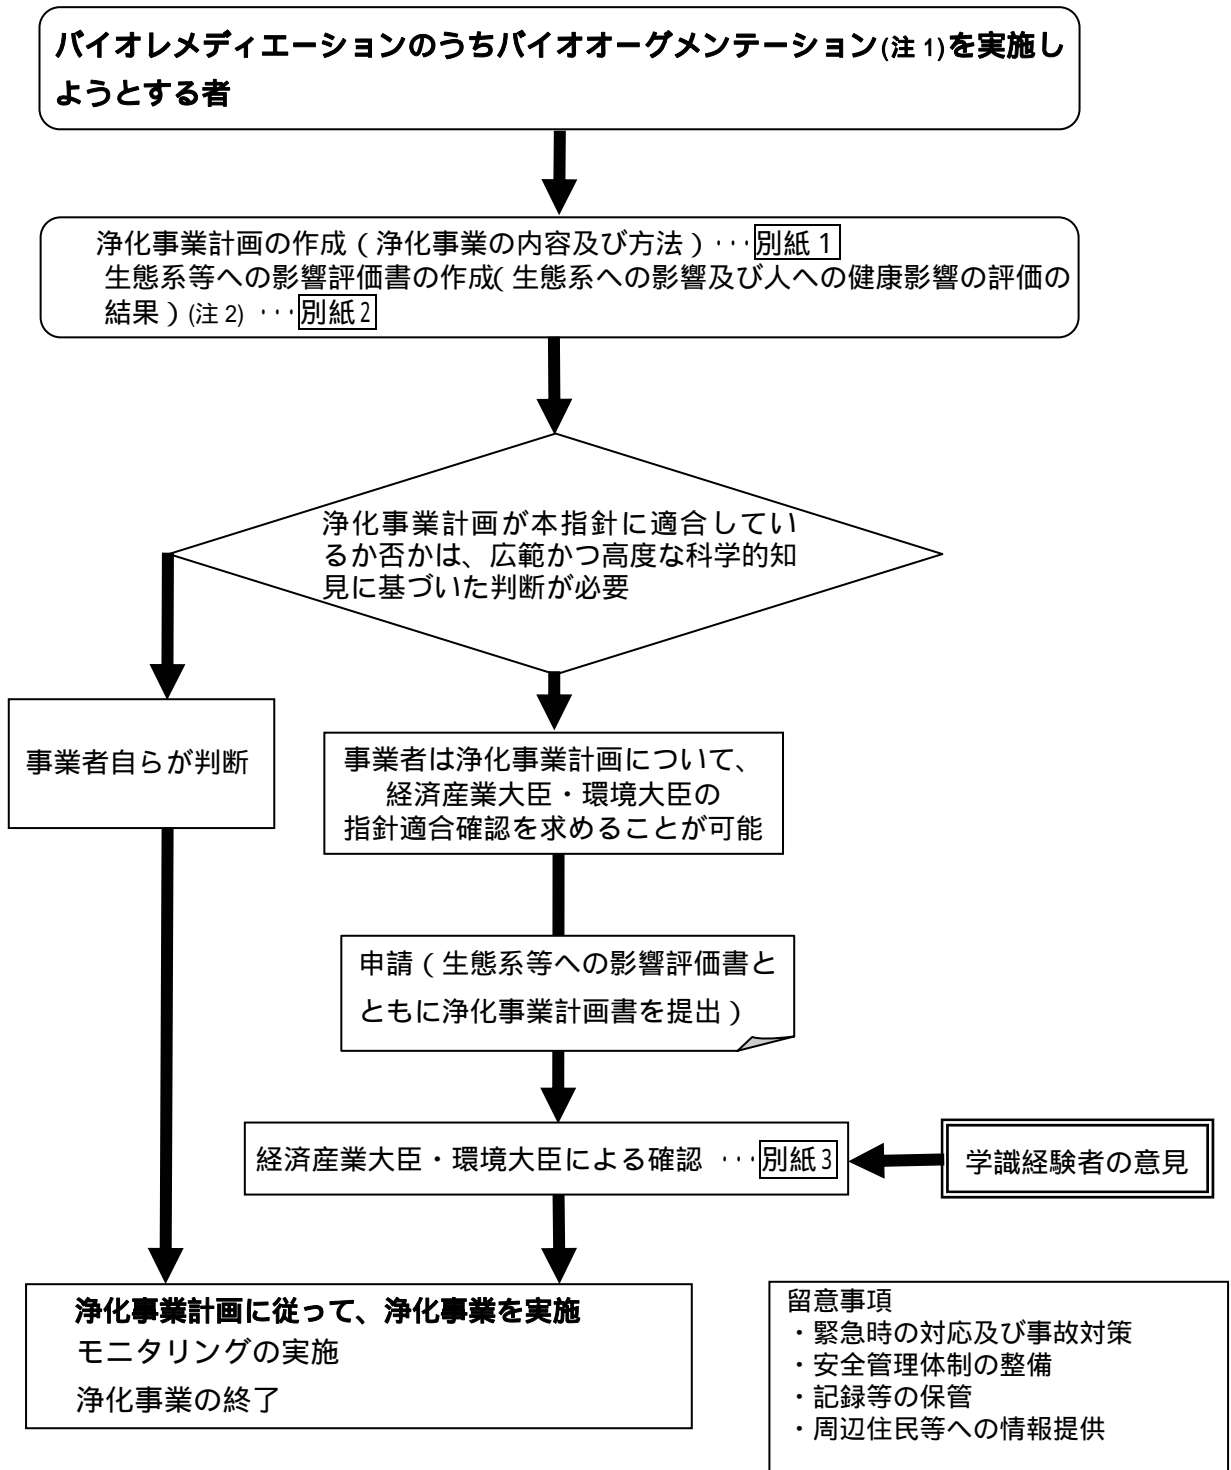 バイオレメディエーションのうちバイオオーグメンテーション(注 1)を実施し
ようとする者
浄化事業計画の作成（浄化事業の内容及び方法）･･･別紙１
生態系等への影響評価書の作成（生態系への影響及び人への健康影響の評価の
結果）(注 2) ･･･別紙２
浄化事業計画が本指針に適合してい
るか否かは、広範かつ高度な科学的知
見に基づいた判断が必要
事業者自らが判断
事業者は浄化事業計画について、
経済産業大臣・環境大臣の
指針適合確認を求めることが可能
申請（生態系等への影響評価書と
ともに浄化事業計画書を提出）
経済産業大臣・環境大臣による確認 ･･･別紙３
学識経験者の意見
浄化事業計画に従って、浄化事業を実施
モニタリングの実施
浄化事業の終了
留意事項
・緊急時の対応及び事故対策
・安全管理体制の整備
・記録等の保管
・周辺住民等への情報提供